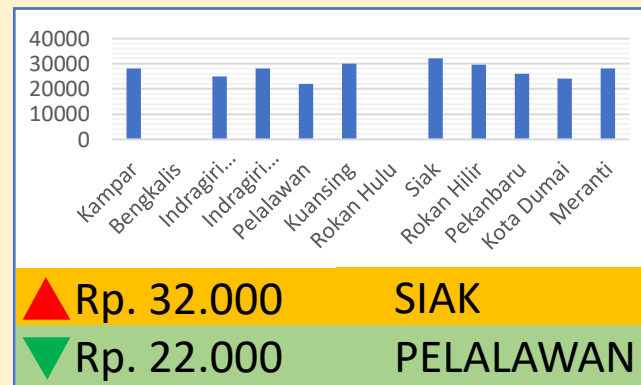 40000
30000
20000
10000
0
Kampar
Bengkalis
Indragiri...
Indragiri...
Pelalawan
Kuansing
Rokan Hulu
Siak
Rokan Hilir
Pekanbaru
Kota Dumai
Meranti
Rp. 32.000 SIAK
Rp. 22.000 PELALAWAN